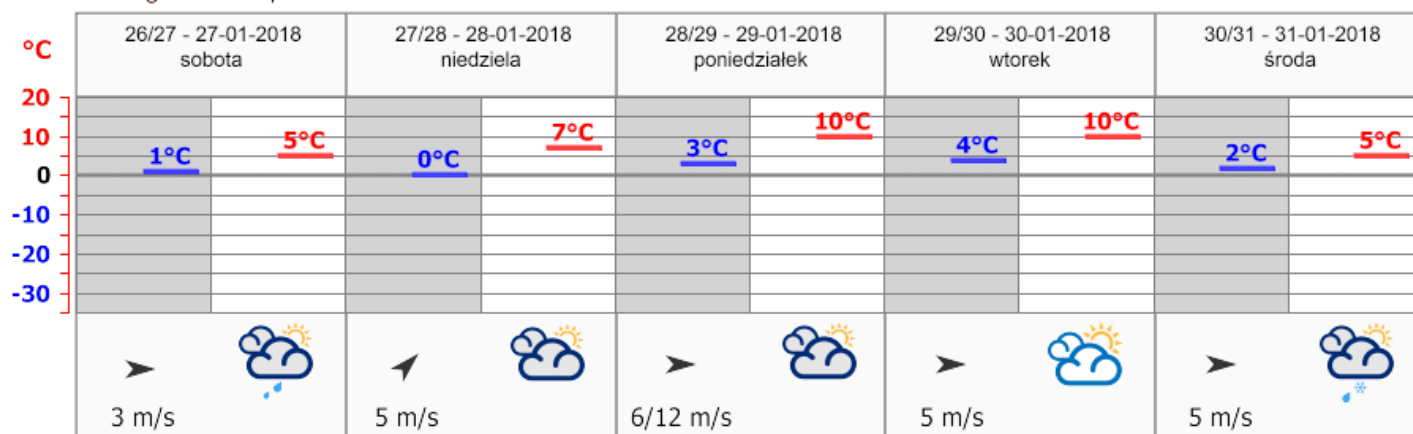 26/27 - 27-01-2018
sobota
27/28 - 28-01-2018
niedziela
28/29 - 29-01-2018
poniedziałek
29/30 - 30-01-2018
wtorek
30/31 - 31-01-2018
środa
°C
20
10
0
-10
-20
-30
1°C
5°C
0°C
7°C
3°C
10°C
4°C
10°C
2°C
5°C
3 m/s
5 m/s
6/12 m/s
5 m/s
5 m/s